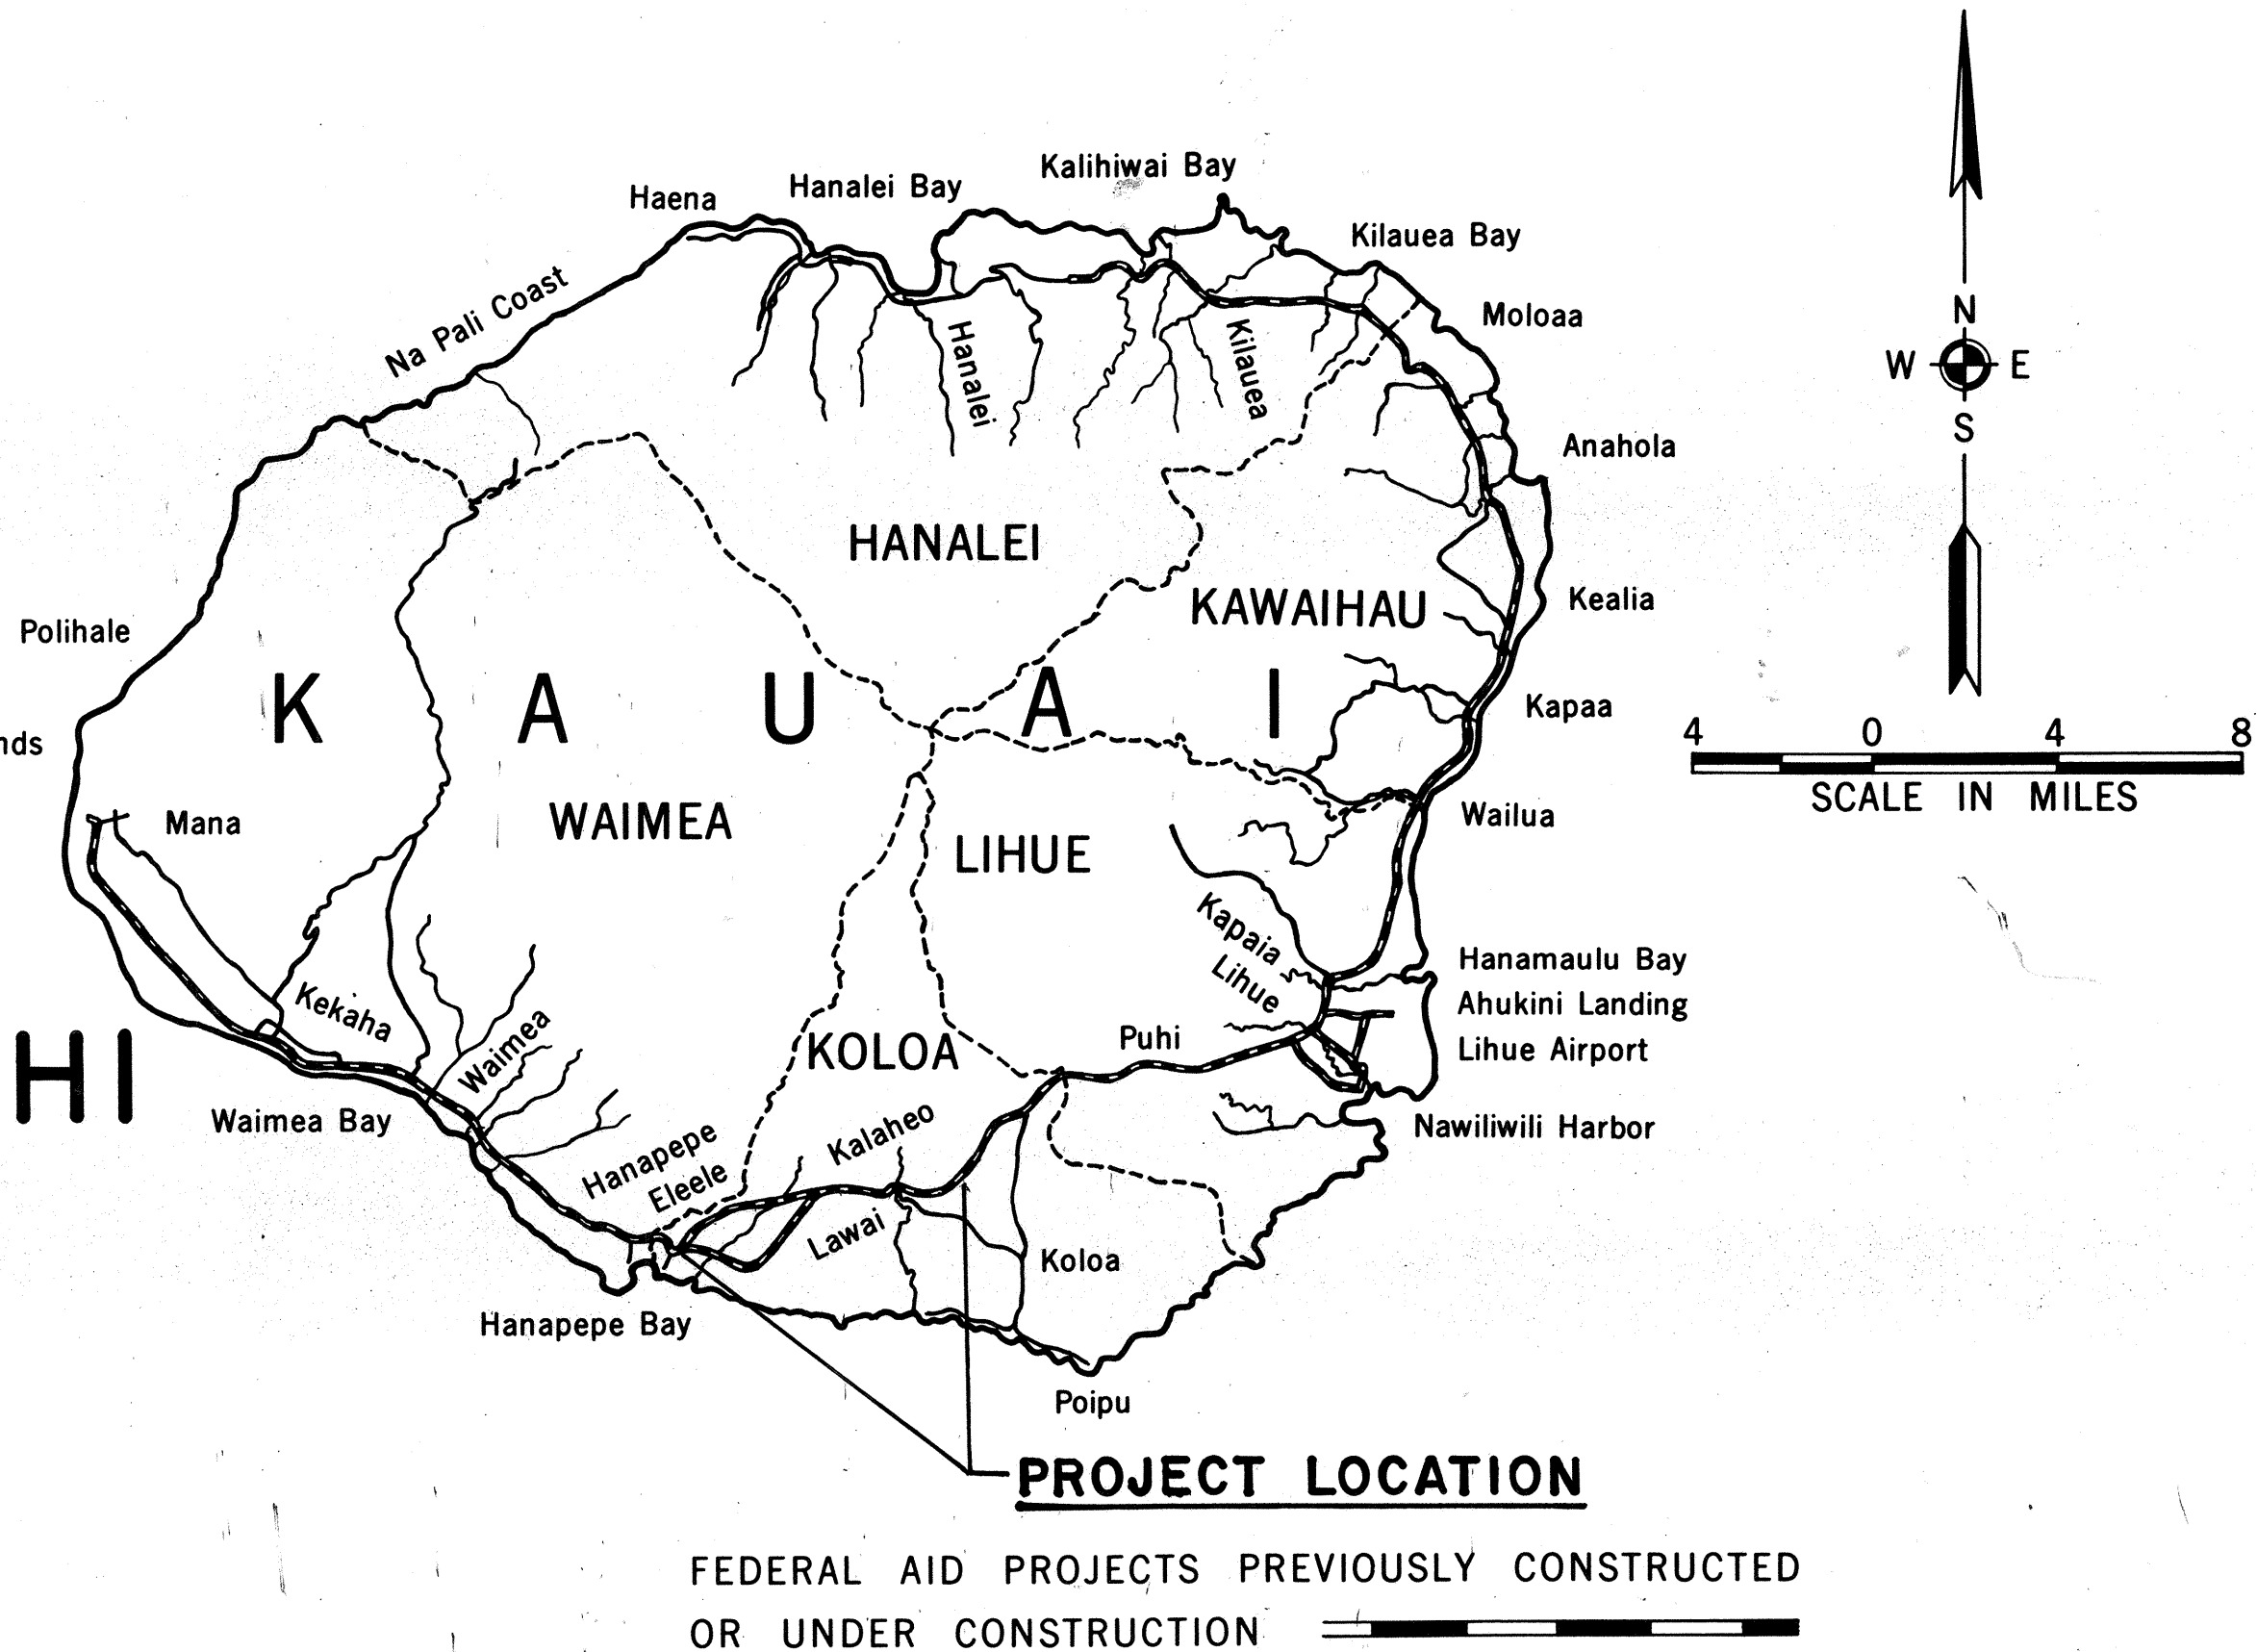 Kalihiwai Bay
Haena
Hanalei Bay
Kilauea Bay
Na Pali Coast
Moloaa
Hanalei
Kilauea
N
W E
S
Anahola
HANALEI
KAWAIHAU
Kealia
Polihale
K A U A I
Kapaa
nds
4 0 4 8
SCALE IN MILES
Mana
WAIMEA
LIHUE
Wailua
Kapaia
Lihue
Hanamaulu Bay
Ahukini Landing
Lihue Airport
Kekaha
Waimea
KOLOA
Puhi
HI
Waimea Bay
Nawiliwili Harbor
Hanapepe
Eleele
Kalaheo
Lawai
Koloa
Hanapepe Bay
Poipu
PROJECT LOCATION
FEDERAL AID PROJECTS PREVIOUSLY CONSTRUCTED
OR UNDER CONSTRUCTION